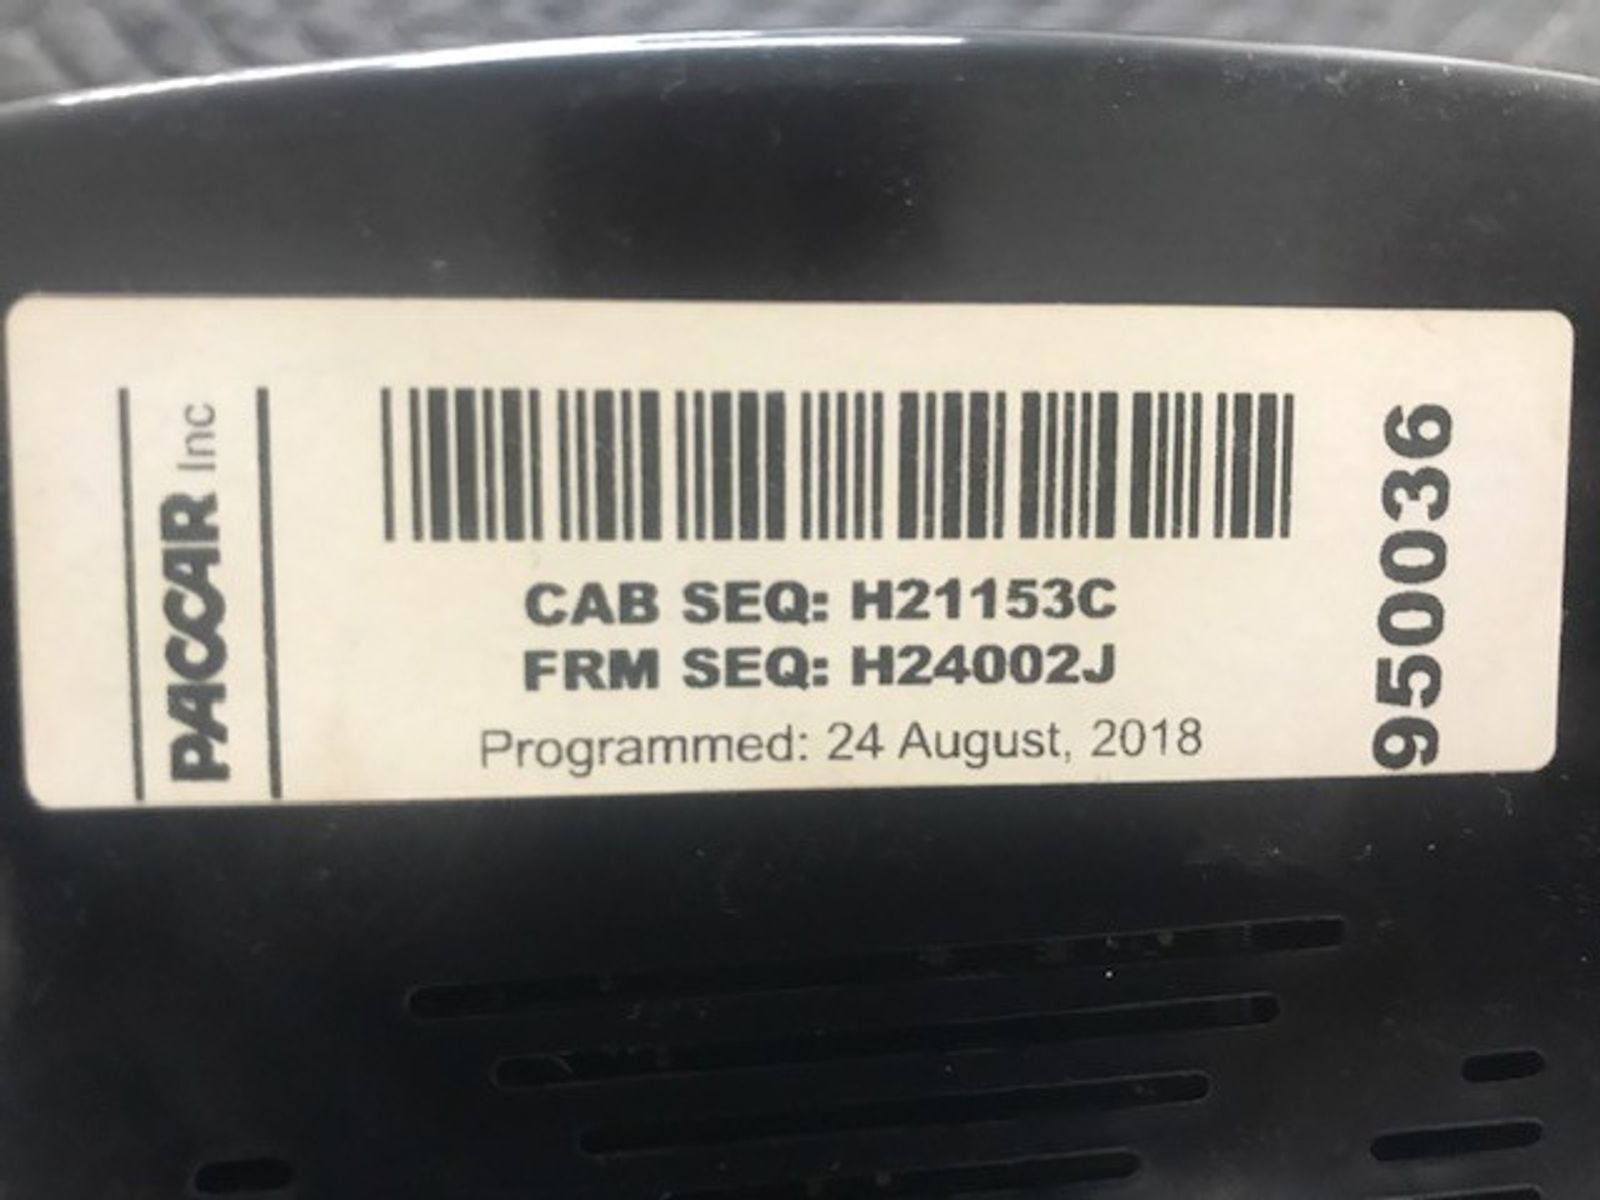 PACCAR Inc
CAB SEQ: H21153C
FRM SEQ: H24002J
Programmed: 24 August, 2018
950036